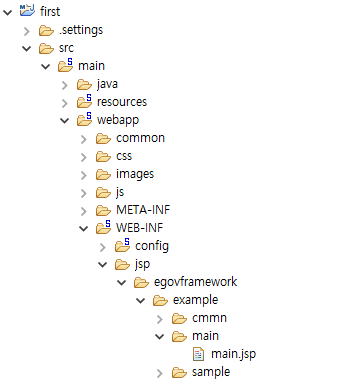 first
.settings
src
main
java
resources
webapp
common
css
images
js
META-INF
WEB-INF
config
jsp
egovframework
example
cmmn
main
main.jsp
sample